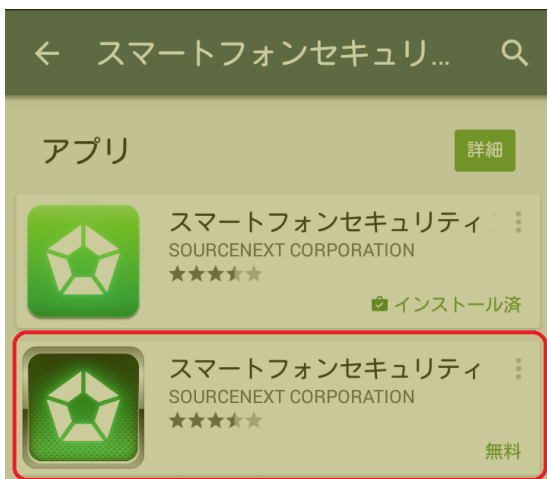 スマートフォンセキュリ...
アプリ
詳細
スマートフォンセキュリティ
SOURCENEXT CORPORATION
インストール済
スマートフォンセキュリティ
SOURCENEXT CORPORATION
無料